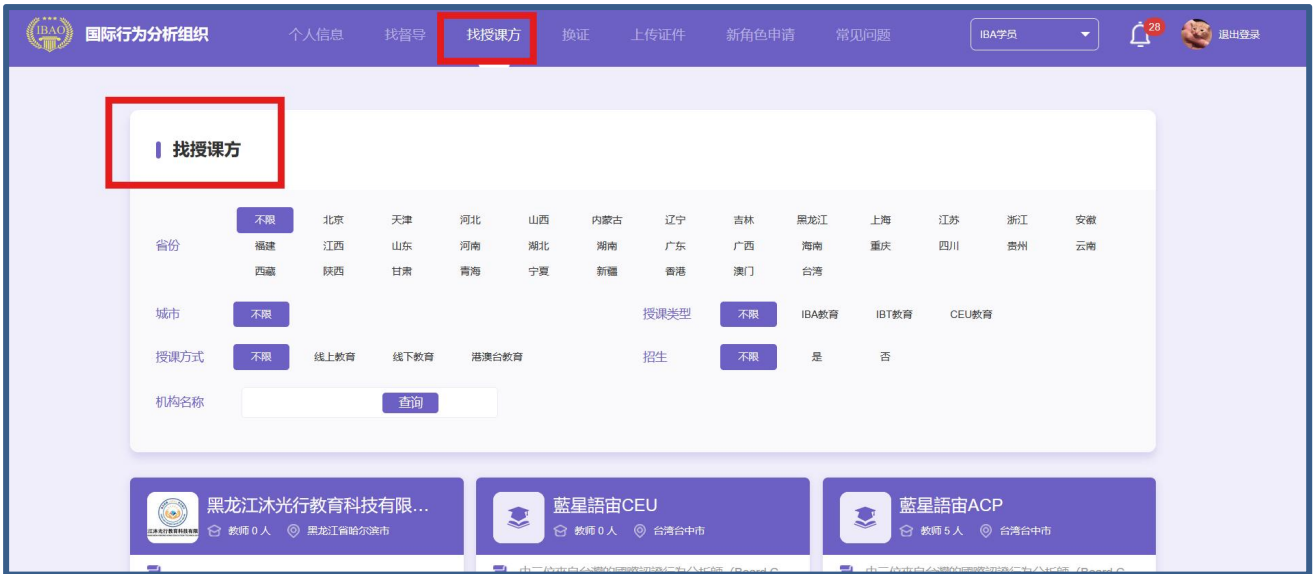 IBAO 国际行为分析组织 个人信息 找督导 找授课方 换证 上传证件 新角色申请 常见问题 IBA学员 28 退出登录
找授课方
不限 北京 天津 河北 山西 内蒙古 辽宁 吉林 黑龙江 上海 江苏 浙江 安徽
省份 福建 江西 山东 河南 湖北 湖南 广东 广西 海南 重庆 四川 贵州 云南
西藏 陕西 甘肃 青海 宁夏 新疆 香港 澳门 台湾
城市 不限 授课类型 不限 IBA教育 IBT教育 CEU教育
授课方式 不限 线上教育 线下教育 港澳台教育 招生 不限 是 否
机构名称 查询
黑龙江沐光行教育科技有限... 藍星語宙CEU 藍星語宙ACP
教师 0 人 黑龙江省哈尔滨市 教师 0 人 台湾台中市 教师 5 人 台湾台中市